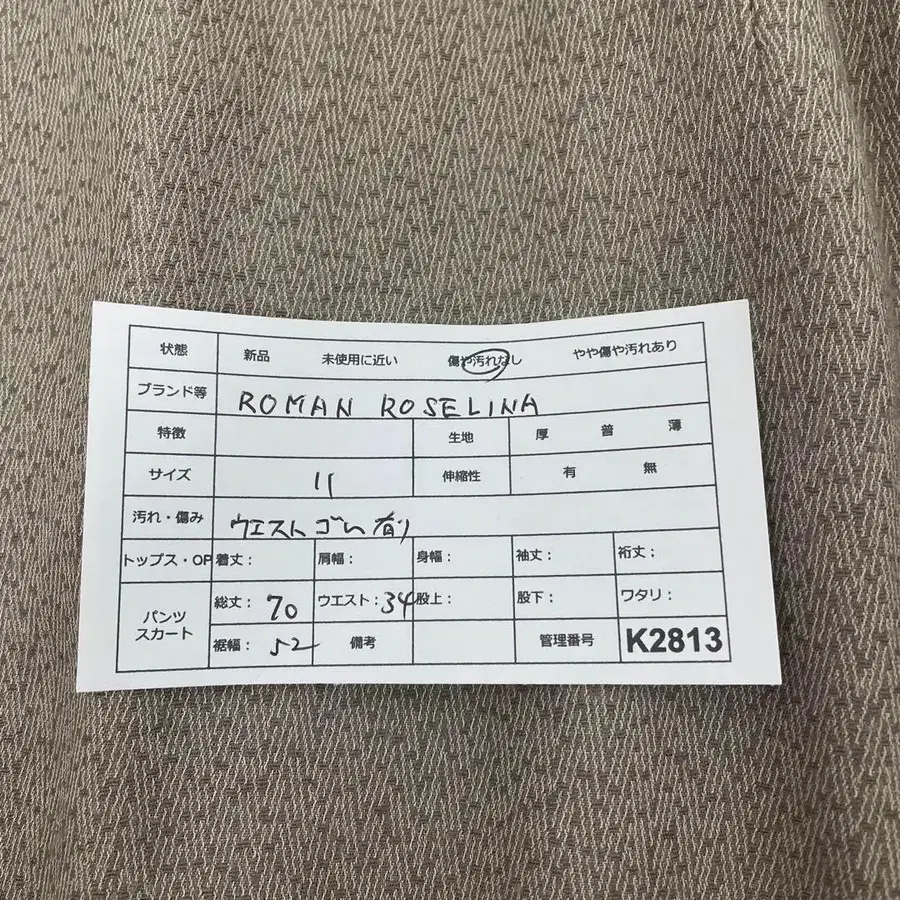 状態 新品 未使用に近い 傷や汚れなし やや傷や汚れあり
ブランド等 ROMAN ROSELINA
特徴 生地 厚 普 薄
サイズ 11 伸縮性 有 無
汚れ・傷み ウエストゴム有り
トップス・OP 着丈： 肩幅： 身幅： 袖丈： 裄丈：
パンツ スカート 総丈：70 ウエスト：34 股上： 股下： ワタリ：
裾幅：52 備考 管理番号 K2813